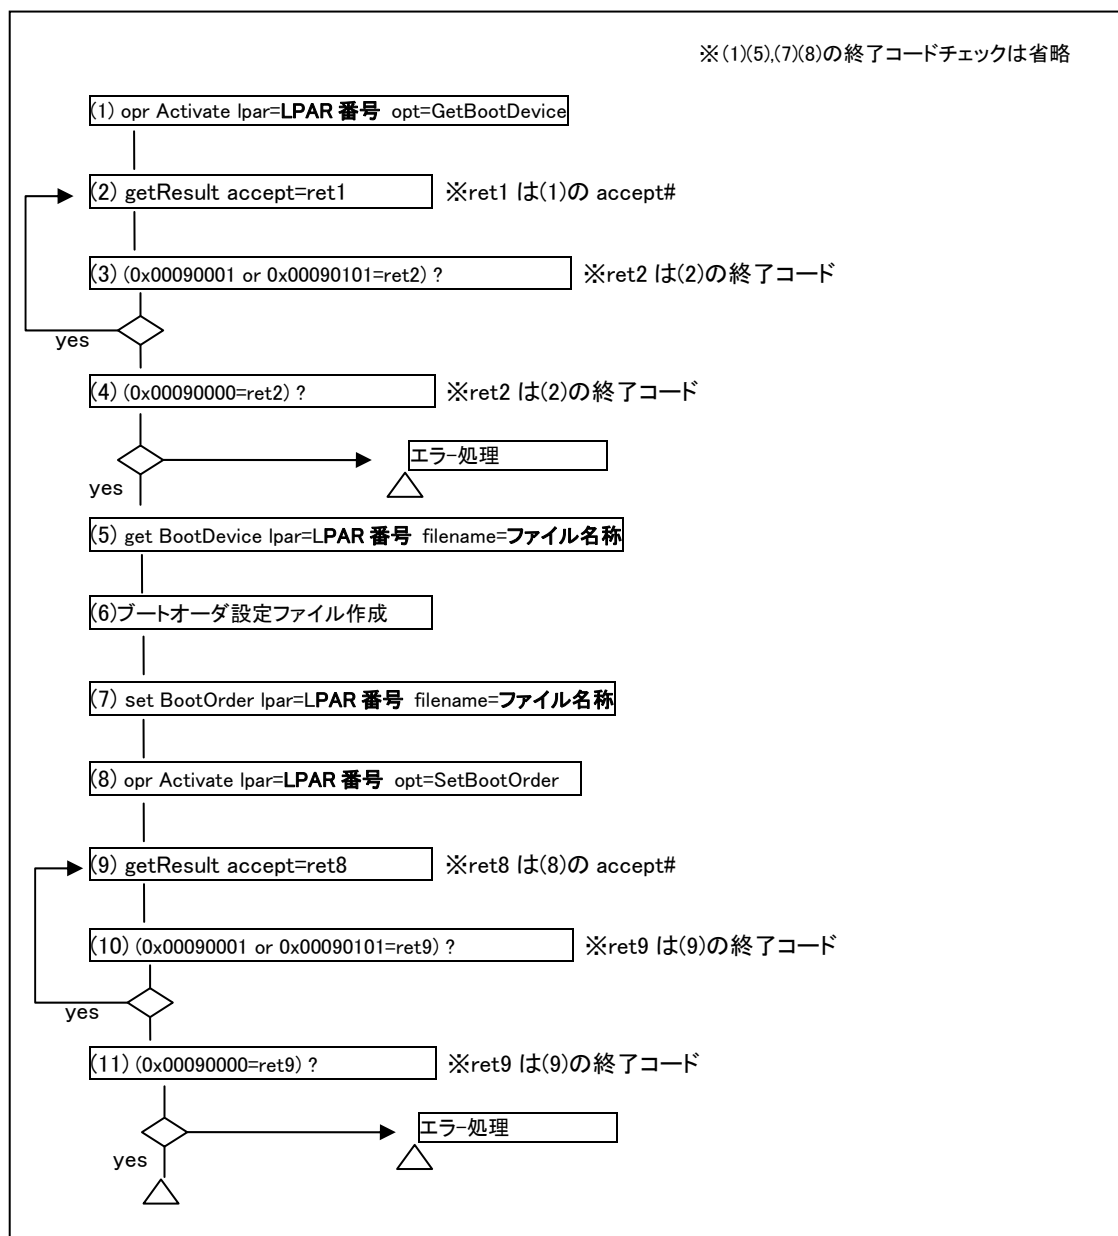 ※(1)(5),(7)(8)の終了コードチェックは省略
(1) opr Activate lpar=LPAR 番号 opt=GetBootDevice
(2) getResult accept=ret1 ※ret1 は(1)の accept#
(3) (0x00090001 or 0x00090101=ret2) ? ※ret2 は(2)の終了コード
yes
(4) (0x00090000=ret2) ? ※ret2 は(2)の終了コード
エラー処理
yes
(5) get BootDevice lpar=LPAR 番号 filename=ファイル名称
(6)ブートオーダ設定ファイル作成
(7) set BootOrder lpar=LPAR 番号 filename=ファイル名称
(8) opr Activate lpar=LPAR 番号 opt=SetBootOrder
(9) getResult accept=ret8 ※ret8 は(8)の accept#
(10) (0x00090001 or 0x00090101=ret9) ? ※ret9 は(9)の終了コード
yes
(11) (0x00090000=ret9) ? ※ret9 は(9)の終了コード
エラー処理
yes